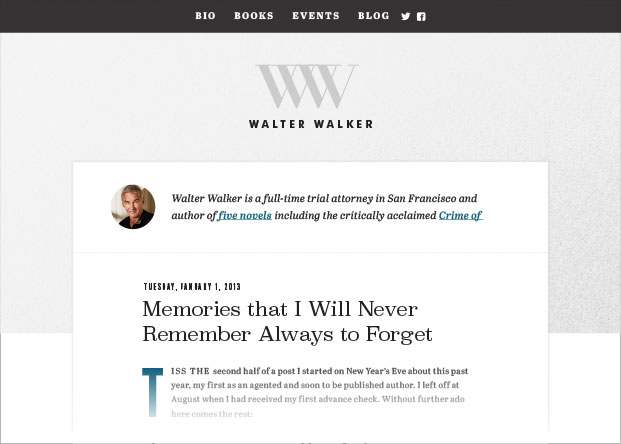 BIO BOOKS EVENTS BLOG
WW
WALTER WALKER
Walter Walker is a full-time trial attorney in San Francisco and
author of five novels including the critically acclaimed Crime of
TUESDAY, JANUARY 1, 2013
Memories that I Will Never
Remember Always to Forget
TISS THE second half of a post I started on New Year's Eve about this past
year, my first as an agented and soon to be published author. I left off at
August when I had received my first advance check. Without further ado
here comes the rest: